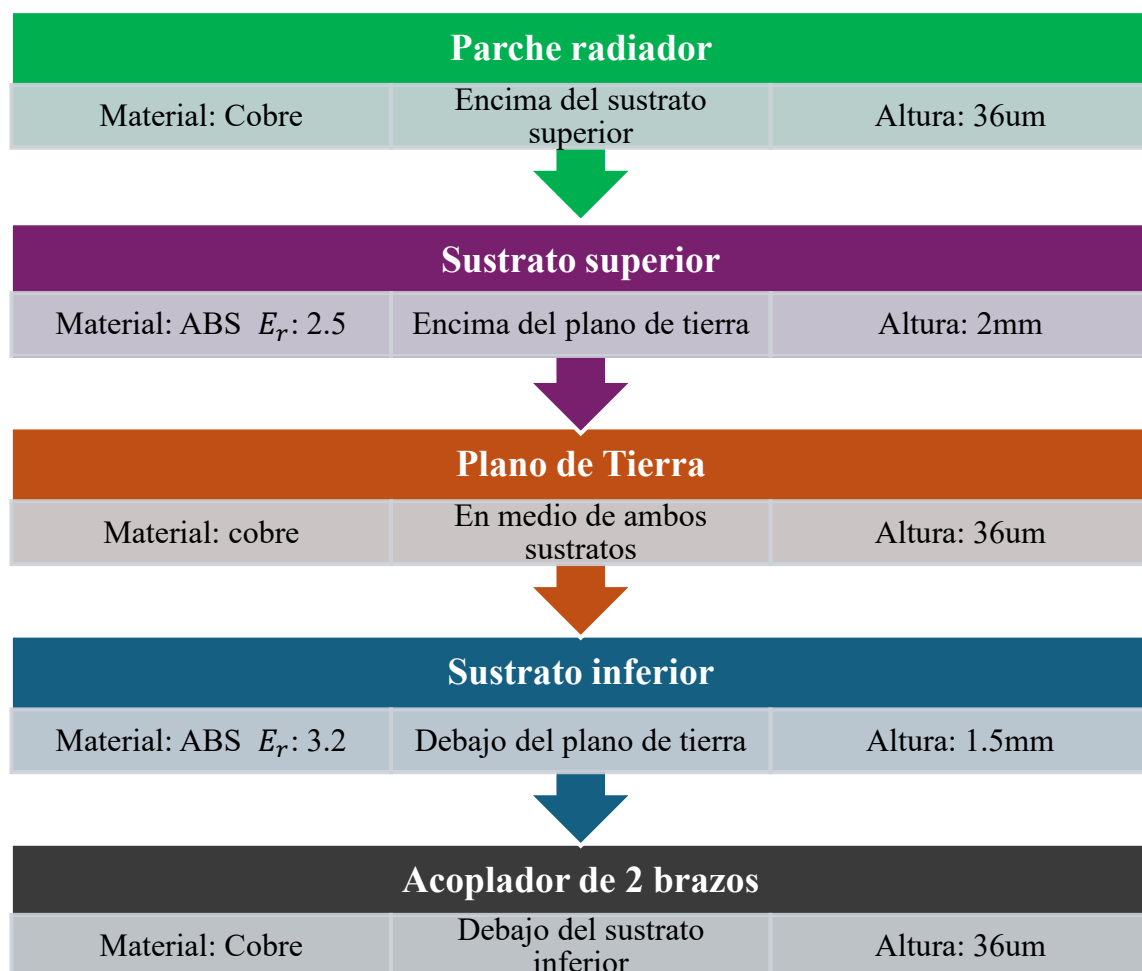 Parche radiador
Material: Cobre
Encima del sustrato
superior
Altura: 36um
Sustrato superior
Material: ABS E_r: 2.5
Encima del plano de tierra
Altura: 2mm
Plano de Tierra
Material: cobre
En medio de ambos
sustratos
Altura: 36um
Sustrato inferior
Material: ABS E_r: 3.2
Debajo del plano de tierra
Altura: 1.5mm
Acoplador de 2 brazos
Material: Cobre
Debajo del sustrato
inferior
Altura: 36um